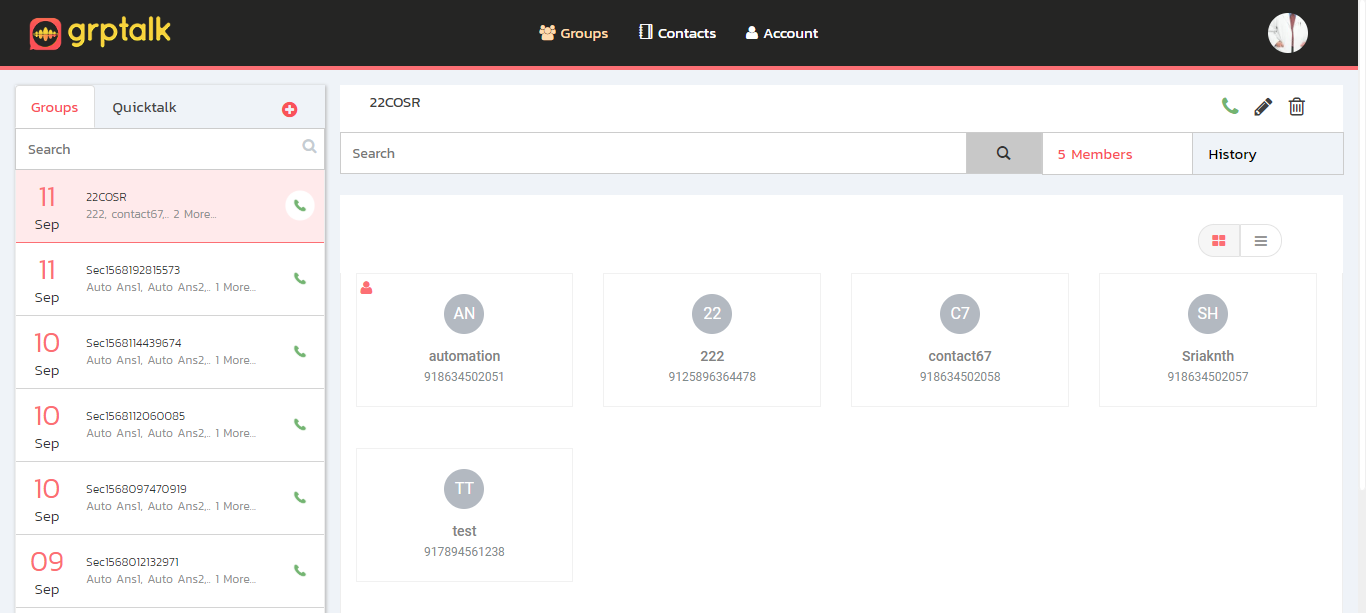 grptalk
Groups Contacts Account
Groups Quicktalk
Search
11 Sep
22COSR
222, contact67,.. 2 More...
11 Sep
Sec1568192815573
Auto Ans1, Auto Ans2,.. 1 More...
10 Sep
Sec1568114439674
Auto Ans1, Auto Ans2,.. 1 More...
10 Sep
Sec1568112060085
Auto Ans1, Auto Ans2,.. 1 More...
10 Sep
Sec1568097470919
Auto Ans1, Auto Ans2,.. 1 More...
09 Sep
Sec1568012132971
Auto Ans1, Auto Ans2,.. 1 More...
22COSR
Search
5 Members
History
AN
automation
918634502051
22
222
9125896364478
C7
contact67
918634502058
SH
Sriaknth
918634502057
TT
test
917894561238